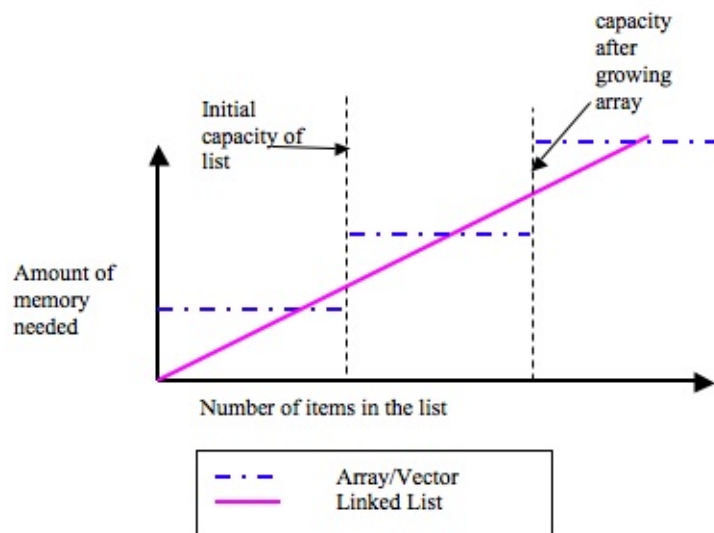 capacity
after
growing
array
Initial
capacity of
list
Amount of
memory
needed
Number of items in the list
Array/Vector
Linked List